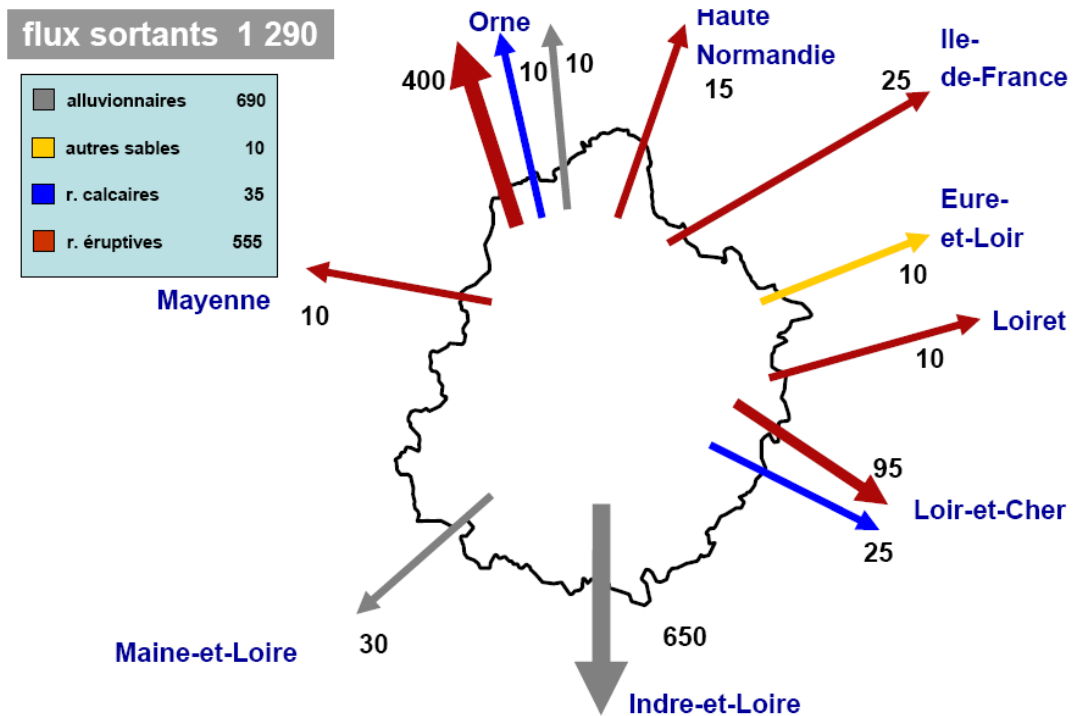 flux sortants 1 290
alluvionnaires 690
autres sables 10
r. calcaires 35
r. éruptives 555
Orne
400
10
10
Haute
Normandie
15
Ile-
de-France
25
Eure-
et-Loir
10
Mayenne
10
Loiret
10
95
Loir-et-Cher
25
Maine-et-Loire
30
650
Indre-et-Loire